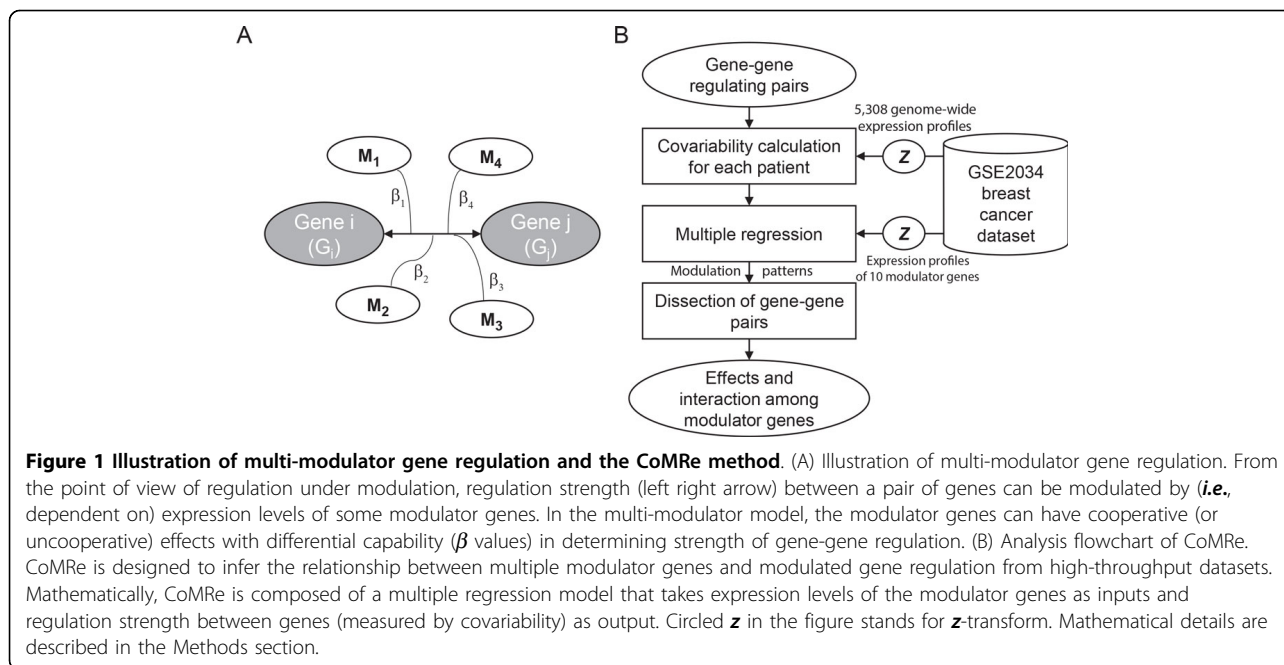 A
M1
M4
β1
β4
Gene i
(Gi)
Gene j
(Gj)
β2
β3
M2
M3
B
Gene-gene
regulating pairs
5,308 genome-wide
expression profiles
Covariability calculation
for each patient
Z
GSE2034
breast
cancer
dataset
Multiple regression
Z
Expression profiles
of 10 modulator genes
Modulation patterns
Dissection of gene-gene
pairs
Effects and
interaction among
modulator genes
Figure 1 Illustration of multi-modulator gene regulation and the CoMRe method. (A) Illustration of multi-modulator gene regulation. From
the point of view of regulation under modulation, regulation strength (left right arrow) between a pair of genes can be modulated by (i.e.,
dependent on) expression levels of some modulator genes. In the multi-modulator model, the modulator genes can have cooperative (or
uncooperative) effects with differential capability (β values) in determining strength of gene-gene regulation. (B) Analysis flowchart of CoMRe.
CoMRe is designed to infer the relationship between multiple modulator genes and modulated gene regulation from high-throughput datasets.
Mathematically, CoMRe is composed of a multiple regression model that takes expression levels of the modulator genes as inputs and
regulation strength between genes (measured by covariability) as output. Circled z in the figure stands for z-transform. Mathematical details are
described in the Methods section.